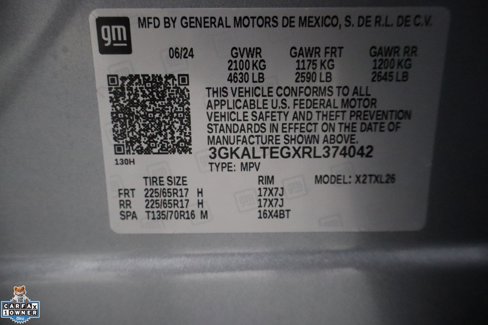 gm
MFD BY GENERAL MOTORS DE MEXICO, S. DE R.L. DE C.V.
06/24 GVWR GAWR FRT GAWR RR
2100 KG 1175 KG 1200 KG
4630 LB 2590 LB 2645 LB
THIS VEHICLE CONFORMS TO ALL
APPLICABLE U.S. FEDERAL MOTOR
VEHICLE SAFETY AND THEFT PREVENTION
STANDARDS IN EFFECT ON THE DATE OF
MANUFACTURE SHOWN ABOVE.
3GKALTEGXRL374042
130H TYPE: MPV
TIRE SIZE RIM MODEL: X2TXL26
FRT 225/65R17 H 17X7J
RR 225/65R17 H 17X7J
SPA T135/70R16 M 16X4BT
CARFAX
1 OWNER